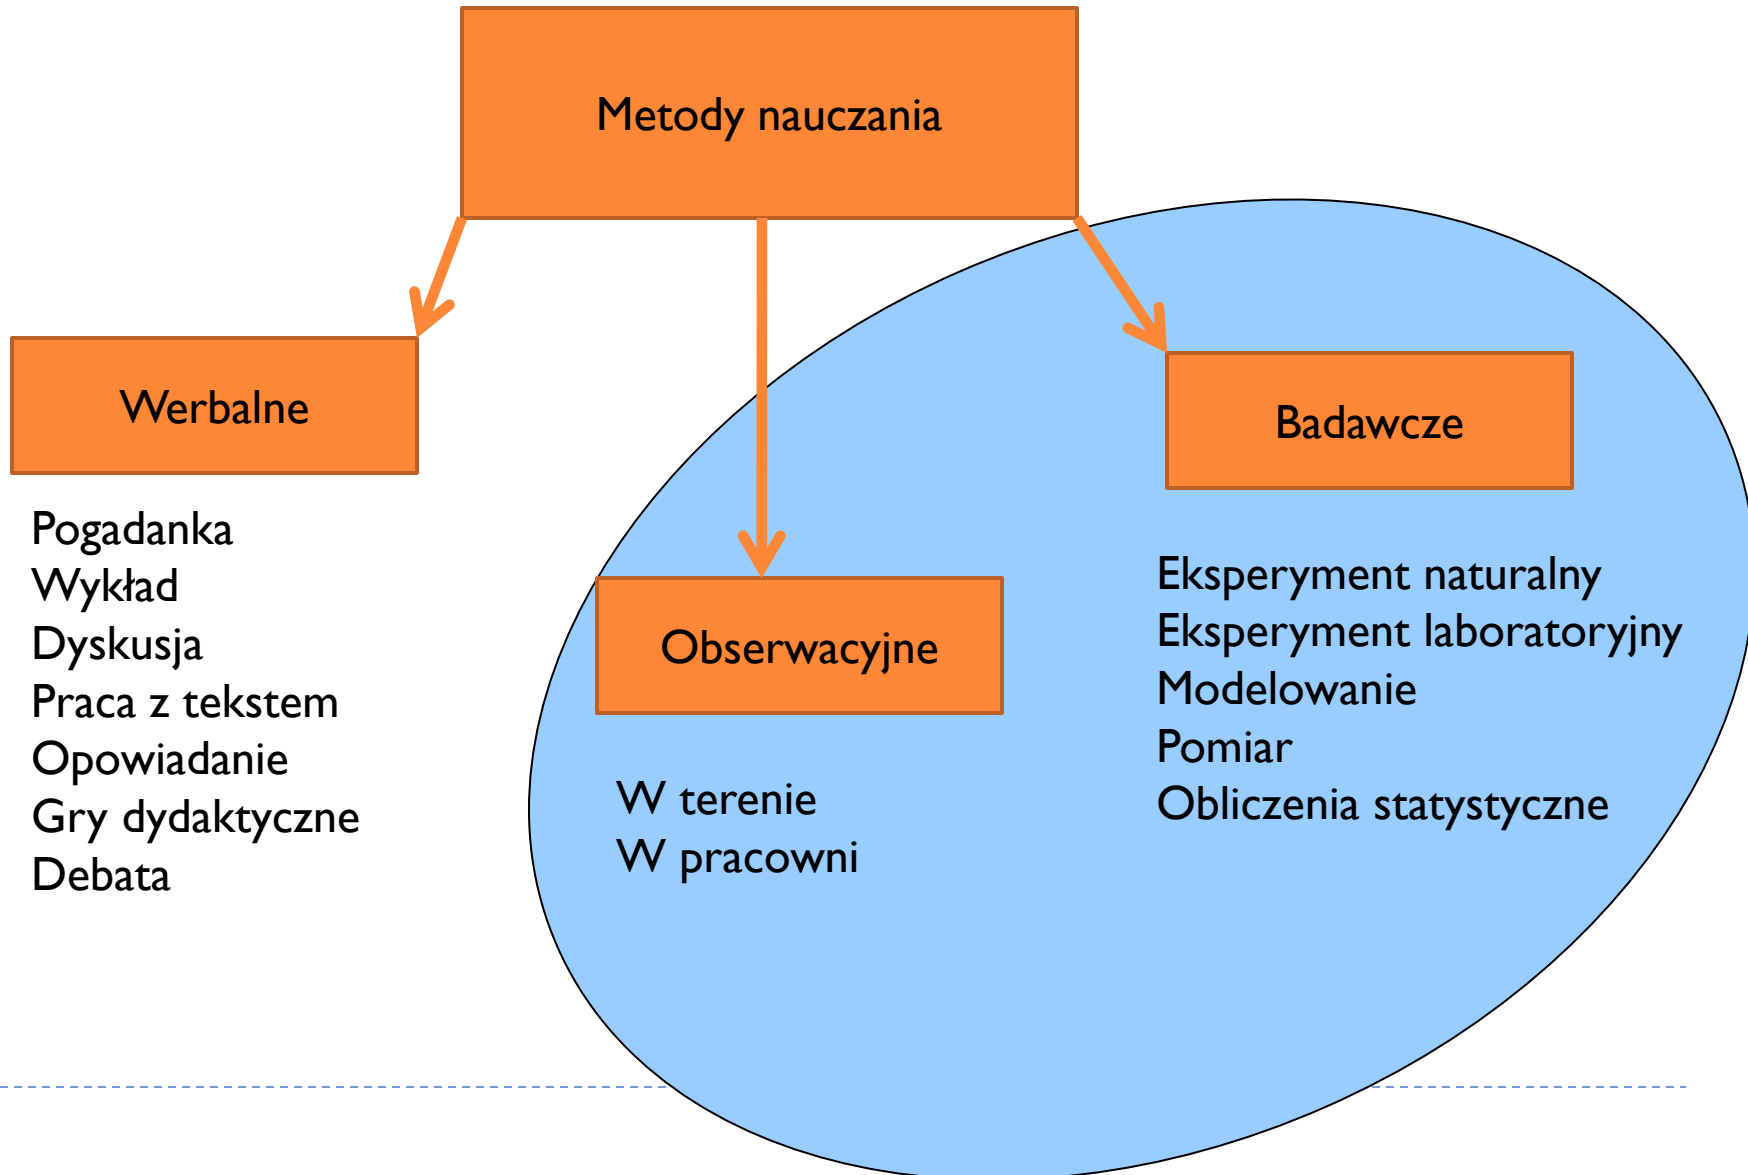 Metody nauczania
Werbalne
Pogadanka
Wykład
Dyskusja
Praca z tekstem
Opowiadanie
Gry dydaktyczne
Debata
Obserwacyjne
W terenie
W pracowni
Badawcze
Eksperyment naturalny
Eksperyment laboratoryjny
Modelowanie
Pomiar
Obliczenia statystyczne